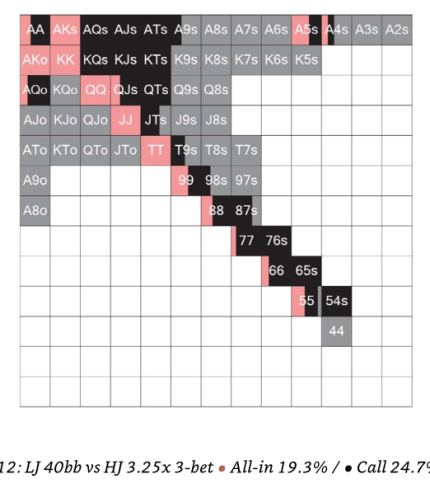 AA AKs AQs AJs ATs A9s A8s A7s A6s A5s A4s A3s A2s
AKo KK KQs KJs KTs K9s K8s K7s K6s K5s
AQo KQo QQ QJs QTs Q9s Q8s
AJo KJo QJo JJ JTs J9s J8s
ATo KTo QTo JTo TT T9s T8s T7s
A9o 99 98s 97s
A8o 88 87s
77 76s
66 65s
55 54s
44
12: LJ 40bb vs HJ 3.25x 3-bet • All-in 19.3% / • Call 24.7%